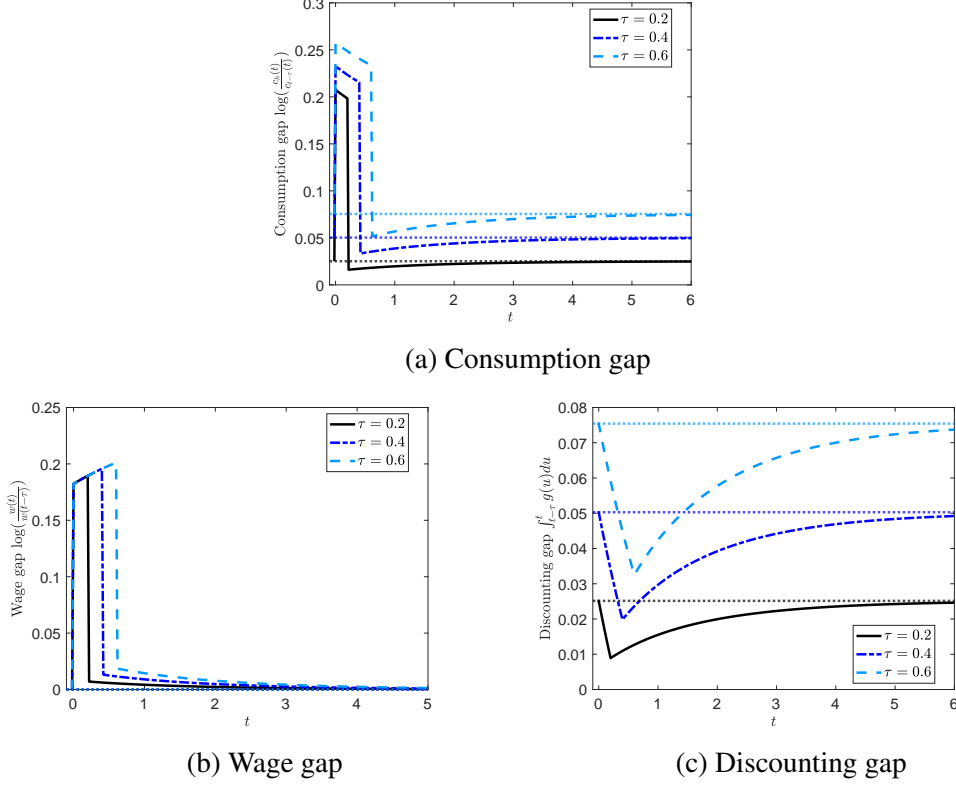 0.3
0.25
0.2
0.15
0.1
0.05
0
Consumption gap log(c_h(t)/c_{t−τ}(t))
τ = 0.2
τ = 0.4
τ = 0.6
0 1 2 3 4 5 6
t
(a) Consumption gap
0.25
0.2
0.15
0.1
0.05
0
Wage gap log(w(t)/w(t−τ))
τ = 0.2
τ = 0.4
τ = 0.6
0 1 2 3 4 5
t
(b) Wage gap
0.08
0.07
0.06
0.05
0.04
0.03
0.02
0.01
0
Discounting gap ∫_{t−τ}^{t} g(u)du
τ = 0.2
τ = 0.4
τ = 0.6
0 1 2 3 4 5 6
t
(c) Discounting gap